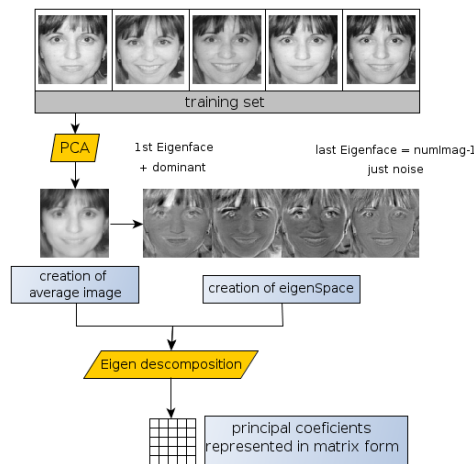 training set
PCA
1st Eigenface
+ dominant
last Eigenface = numImag-1
just noise
creation of
average image
creation of eigenSpace
Eigen descomposition
principal coeficients
represented in matrix form